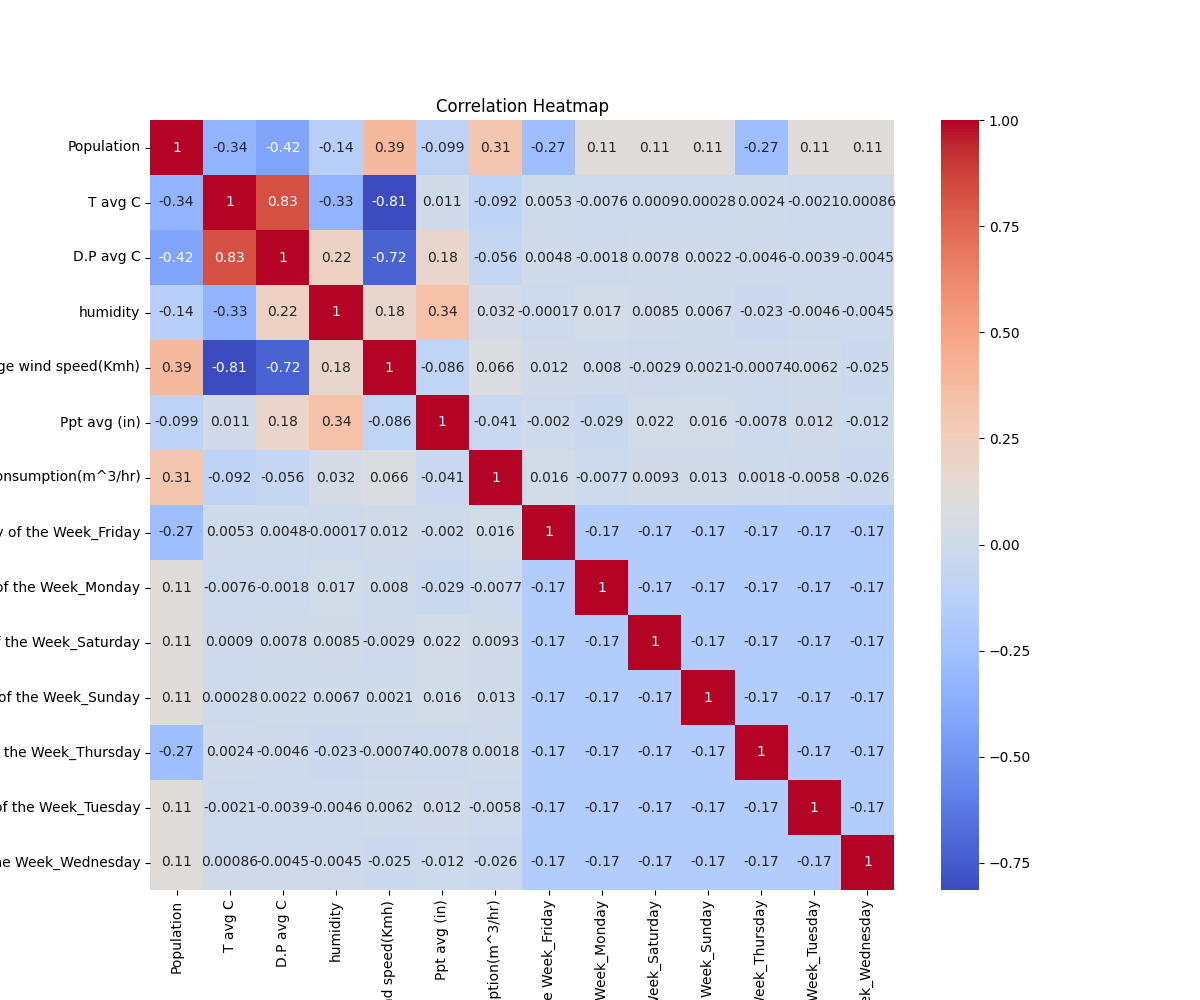 Correlation Heatmap
Population 1 -0.34 -0.42 -0.14 0.39 -0.099 0.31 -0.27 0.11 0.11 0.11 -0.27 0.11 0.11
T avg C -0.34 1 0.83 -0.33 -0.81 0.011 -0.092 0.0053 -0.0076 0.0009 0.00028 0.0024 -0.0021 0.00086
D.P avg C -0.42 0.83 1 0.22 -0.72 0.18 -0.056 0.0048 -0.0018 0.0078 0.0022 -0.0046 -0.0039 -0.0045
humidity -0.14 -0.33 0.22 1 0.18 0.34 0.032 -0.00017 0.017 0.0085 0.0067 -0.023 -0.0046 -0.0045
ge wind speed(Kmh) 0.39 -0.81 -0.72 0.18 1 -0.086 0.066 0.012 0.008 -0.0029 0.0021 -0.00074 0.0062 -0.025
Ppt avg (in) -0.099 0.011 0.18 0.34 -0.086 1 -0.041 -0.002 -0.029 0.022 0.016 -0.0078 0.012 -0.012
onsumption(m^3/hr) 0.31 -0.092 -0.056 0.032 0.066 -0.041 1 0.016 -0.0077 0.0093 0.013 0.0018 -0.0058 -0.026
y of the Week_Friday -0.27 0.0053 0.0048 -0.00017 0.012 -0.002 0.016 1 -0.17 -0.17 -0.17 -0.17 -0.17 -0.17
of the Week_Monday 0.11 -0.0076 -0.0018 0.017 0.008 -0.029 -0.0077 -0.17 1 -0.17 -0.17 -0.17 -0.17 -0.17
f the Week_Saturday 0.11 0.0009 0.0078 0.0085 -0.0029 0.022 0.0093 -0.17 -0.17 1 -0.17 -0.17 -0.17 -0.17
of the Week_Sunday 0.11 0.00028 0.0022 0.0067 0.0021 0.016 0.013 -0.17 -0.17 -0.17 1 -0.17 -0.17 -0.17
the Week_Thursday -0.27 0.0024 -0.0046 -0.023 -0.00074 -0.0078 0.0018 -0.17 -0.17 -0.17 -0.17 1 -0.17 -0.17
of the Week_Tuesday 0.11 -0.0021 -0.0039 -0.0046 0.0062 0.012 -0.0058 -0.17 -0.17 -0.17 -0.17 -0.17 1 -0.17
he Week_Wednesday 0.11 0.00086 -0.0045 -0.0045 -0.025 -0.012 -0.026 -0.17 -0.17 -0.17 -0.17 -0.17 -0.17 1
Population
T avg C
D.P avg C
humidity
nd speed(Kmh)
Ppt avg (in)
ption(m^3/hr)
e Week_Friday
Week_Monday
Week_Saturday
Week_Sunday
Week_Thursday
Week_Tuesday
ek_Wednesday
1.00
0.75
0.50
0.25
0.00
−0.25
−0.50
−0.75